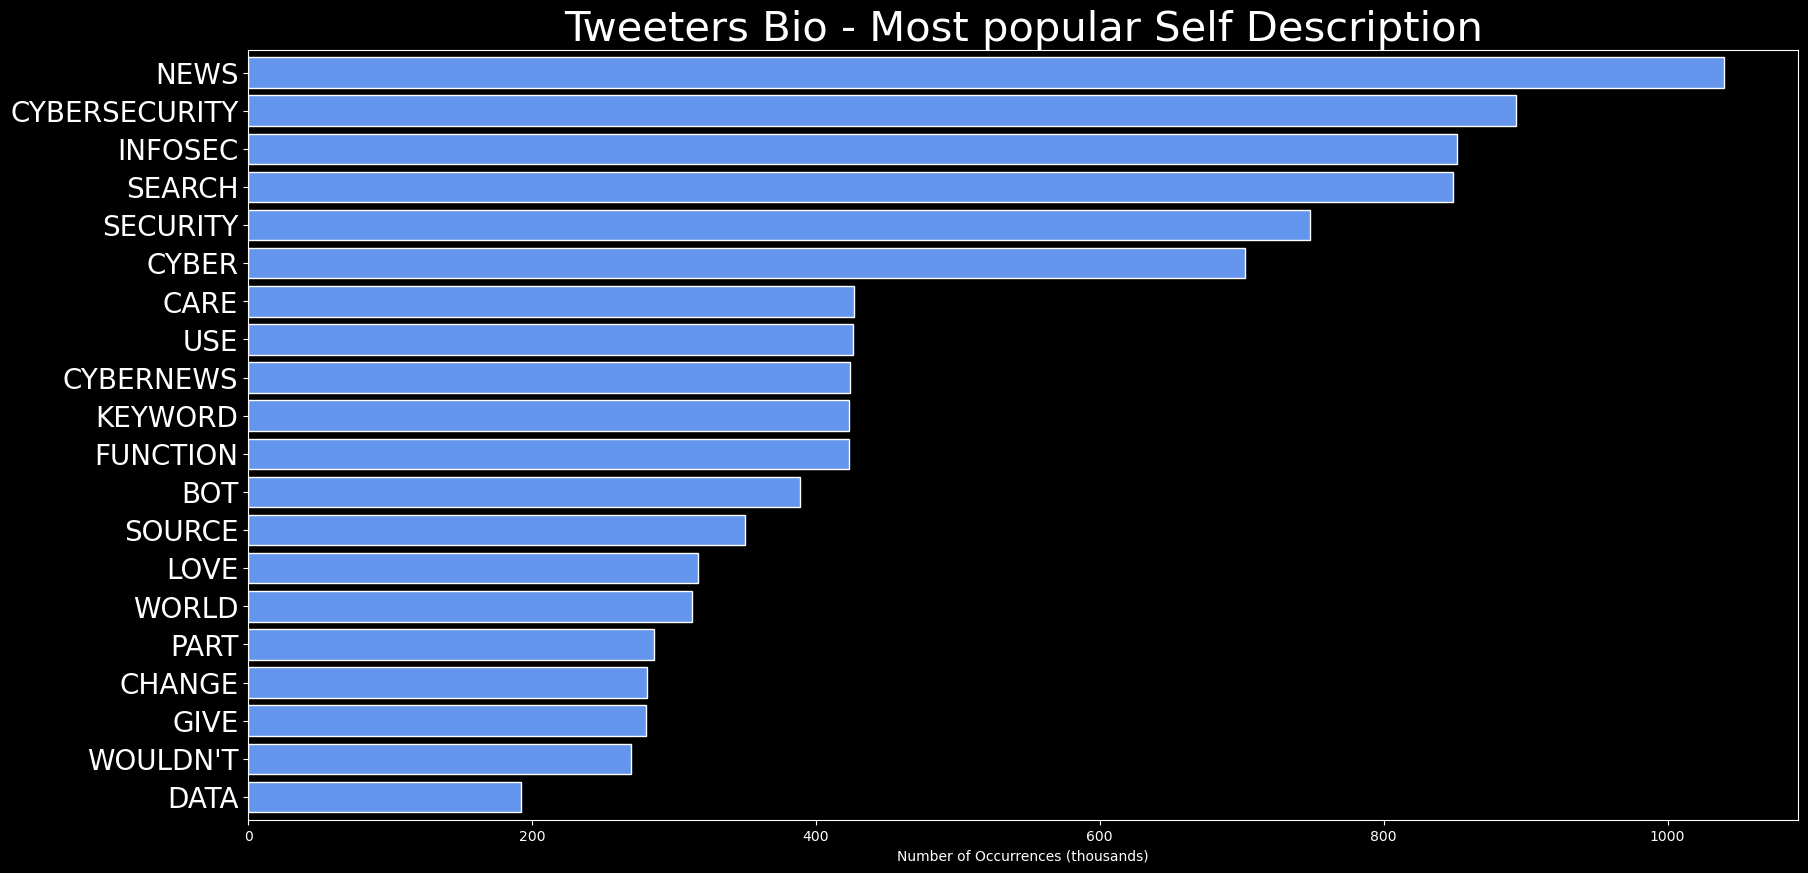 Tweeters Bio - Most popular Self Description
NEWS
CYBERSECURITY
INFOSEC
SEARCH
SECURITY
CYBER
CARE
USE
CYBERNEWS
KEYWORD
FUNCTION
BOT
SOURCE
LOVE
WORLD
PART
CHANGE
GIVE
WOULDN'T
DATA
0 200 400 600 800 1000
Number of Occurrences (thousands)